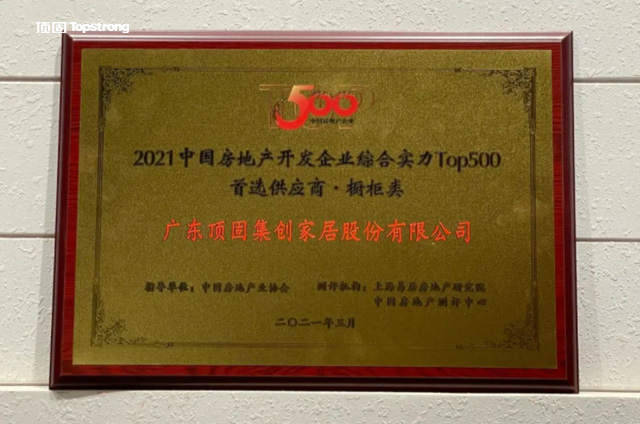 顶固 Topstrong
TOP
500
2021中国房地产开发企业综合实力Top500
首选供应商·橱柜类
广东顶固集创家居股份有限公司
指导单位：中国房地产业协会 测评机构：上海易居房地产研究院
中国房地产测评中心
二〇二一年三月